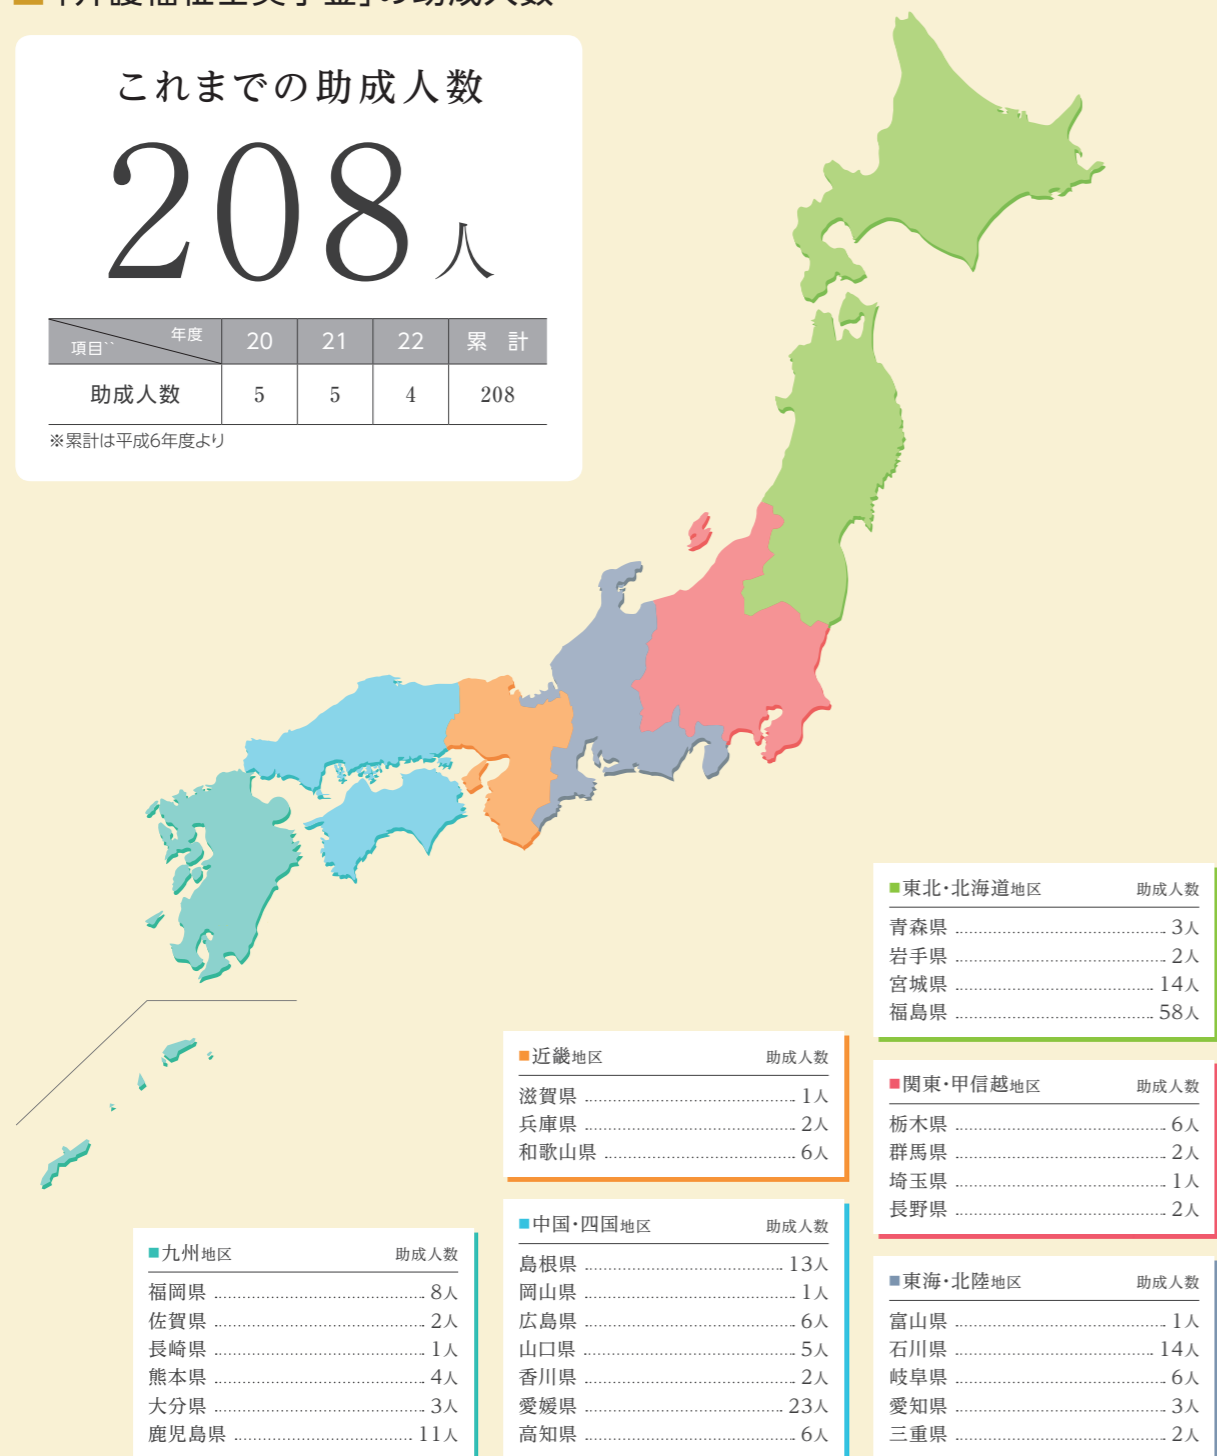 「介護福祉士奨学金」の助成人数
これまでの助成人数
208人
項目 年度 20 21 22 累 計
助成人数 5 5 4 208
※累計は平成6年度より
■東北・北海道地区 助成人数
青森県 3人
岩手県 2人
宮城県 14人
福島県 58人
■関東・甲信越地区 助成人数
栃木県 6人
群馬県 2人
埼玉県 1人
長野県 2人
■東海・北陸地区 助成人数
富山県 1人
石川県 14人
岐阜県 6人
愛知県 3人
三重県 2人
■近畿地区 助成人数
滋賀県 1人
兵庫県 2人
和歌山県 6人
■中国・四国地区 助成人数
島根県 13人
岡山県 1人
広島県 6人
山口県 5人
香川県 2人
愛媛県 23人
高知県 6人
■九州地区 助成人数
福岡県 8人
佐賀県 2人
長崎県 1人
熊本県 4人
大分県 3人
鹿児島県 11人